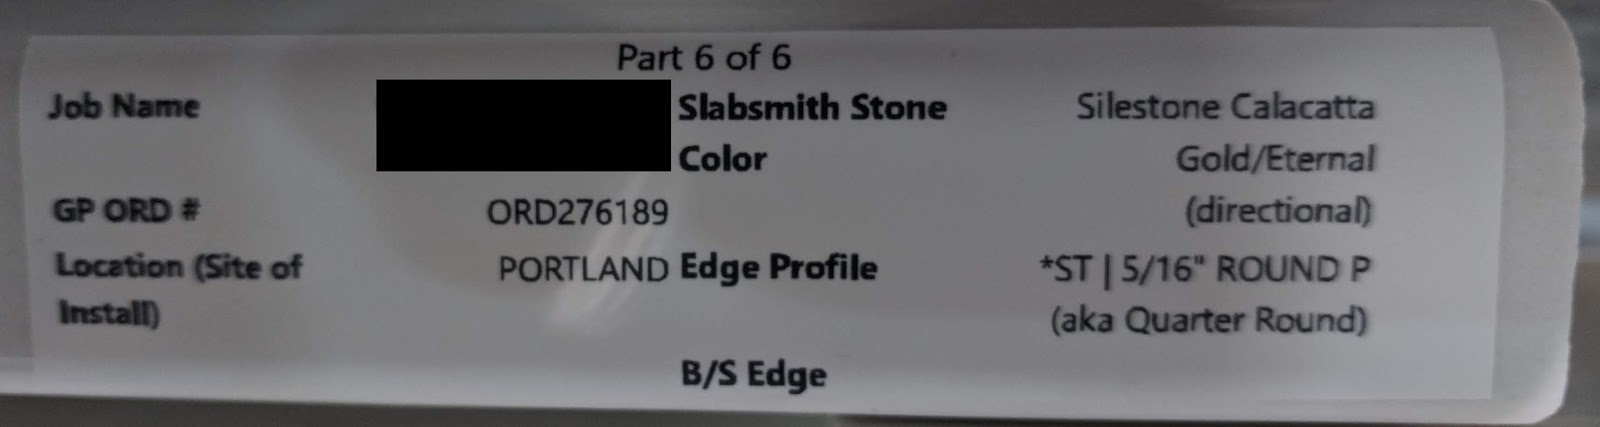 Part 6 of 6
Job Name
Slabsmith Stone Color
Silestone Calacatta Gold/Eternal (directional)
GP ORD #
ORD276189
Location (Site of Install)
PORTLAND
Edge Profile
*ST | 5/16" ROUND P (aka Quarter Round)
B/S Edge